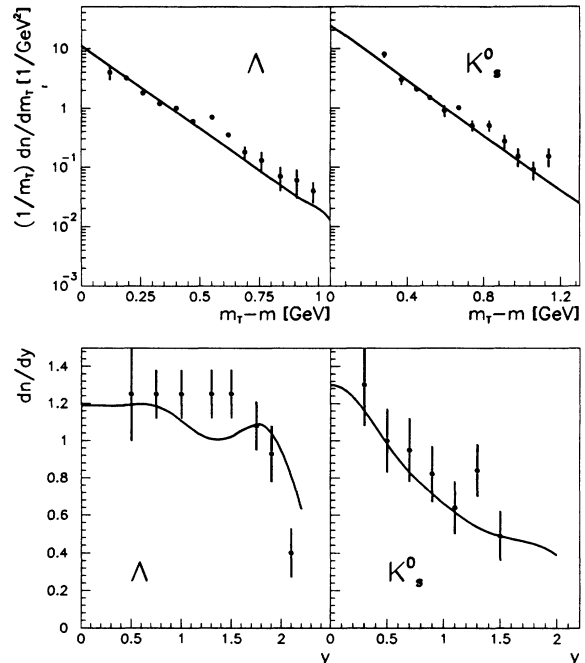 (1/m_T) dn/dm_T, [1/GeV²]
10
1
10⁻¹
10⁻²
10⁻³
Λ
K⁰ₛ
0 0.25 0.5 0.75 1.0
0.4 0.8 1.2
m_T−m [GeV]
m_T−m [GeV]
dn/dy
1.4
1.2
1.0
0.8
0.6
0.4
0.2
0
Λ
K⁰ₛ
0 0.5 1 1.5 2
0.5 1 1.5 2
y
y